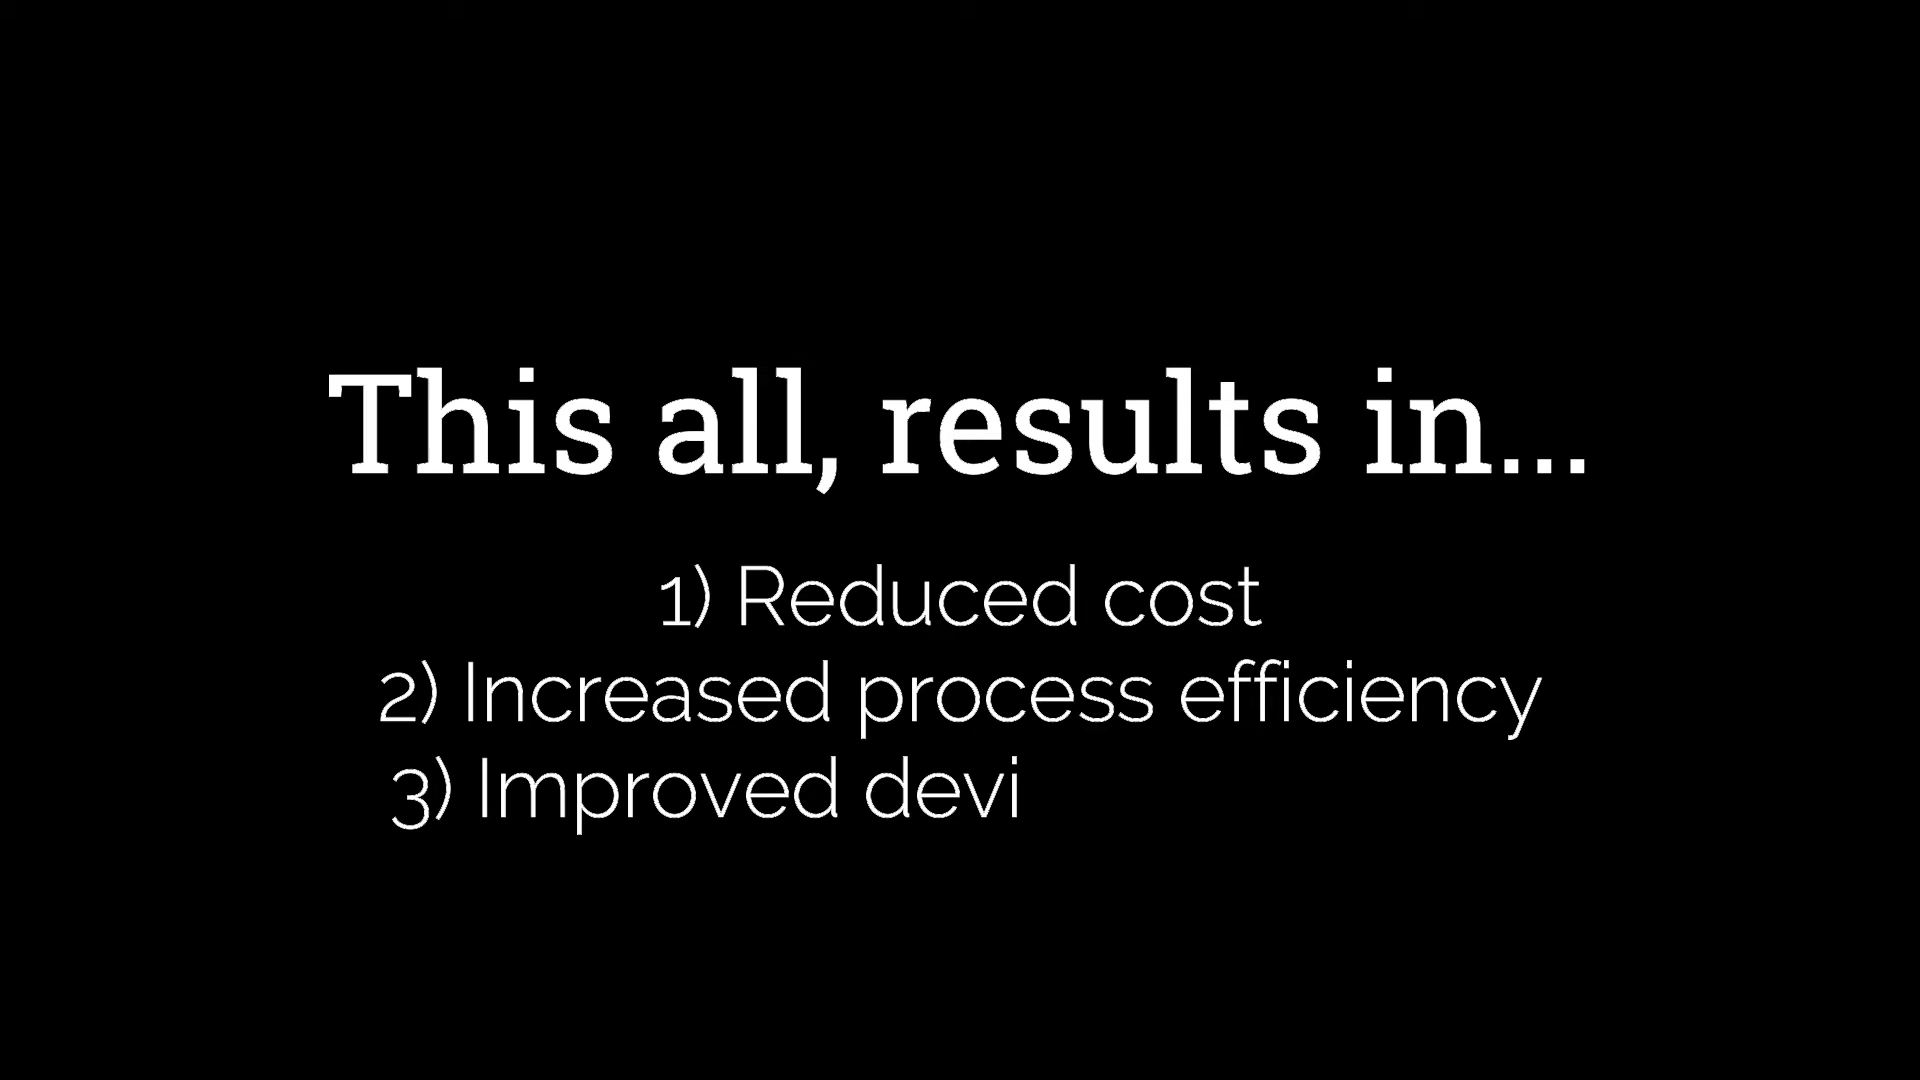 This all, results in...
1) Reduced cost
2) Increased process efficiency
3) Improved devi